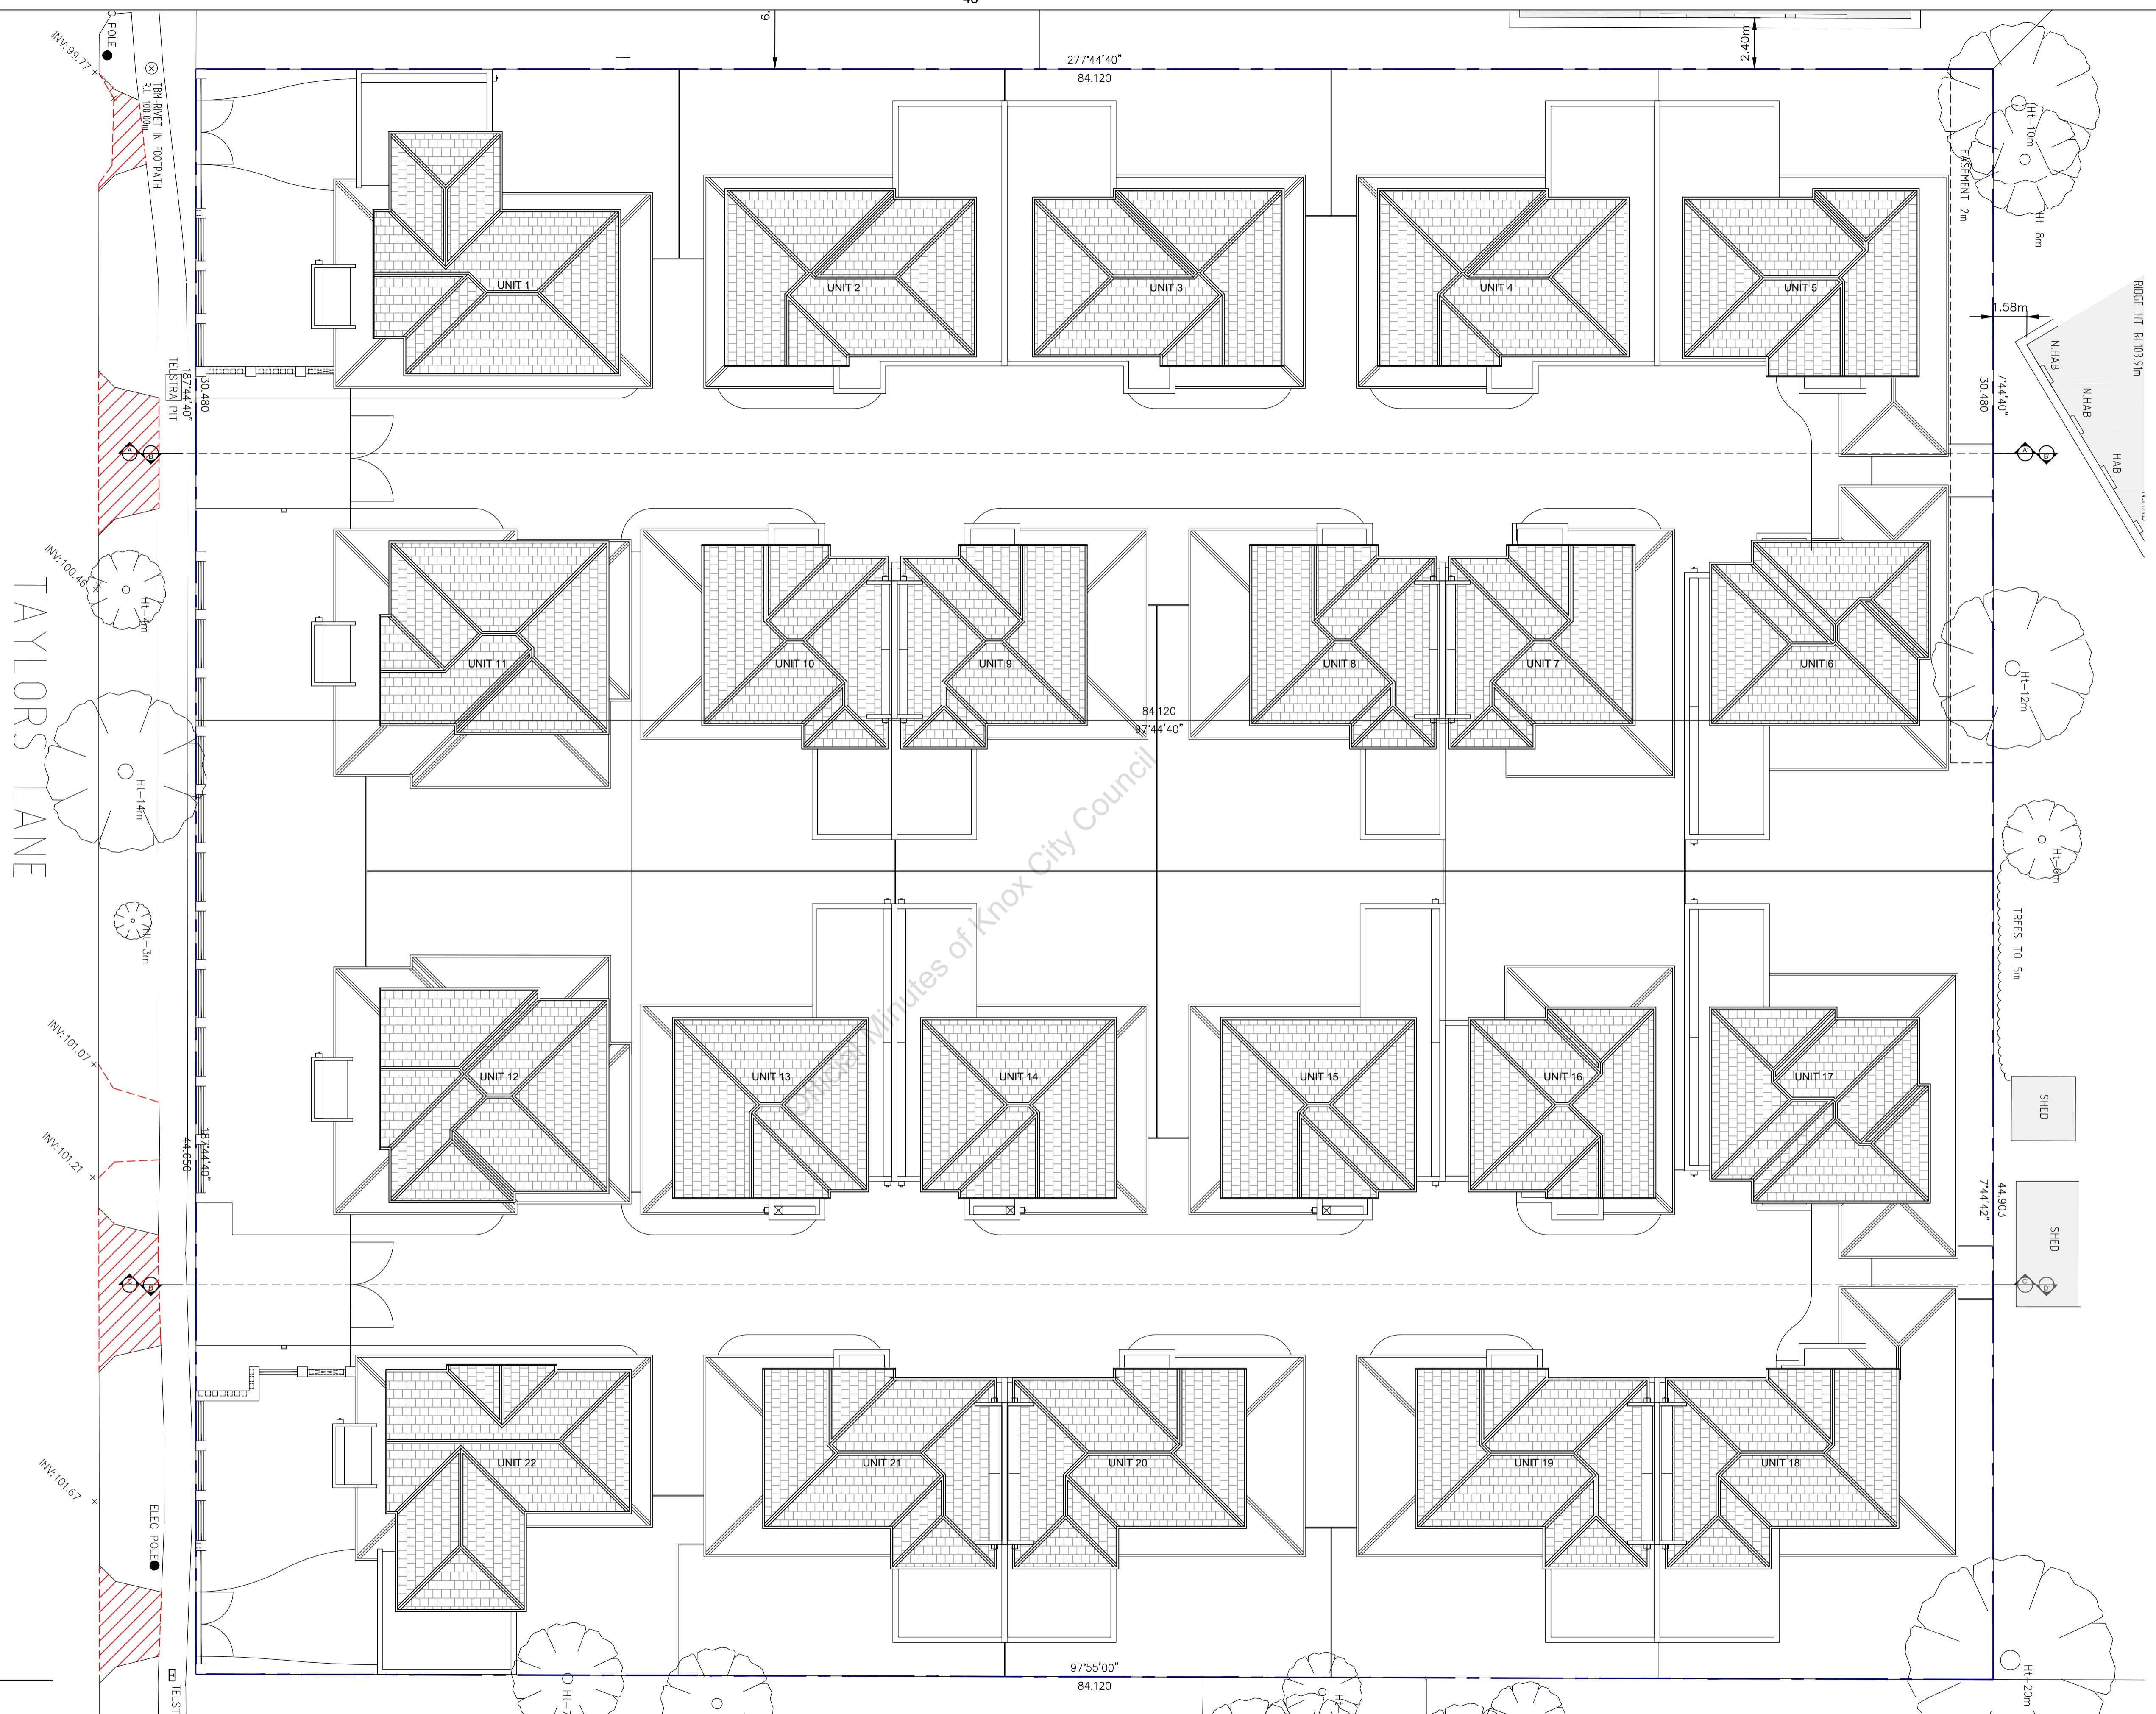 277°44'40"
84.120
2.40m
POLE
INV:99.77
TBM-RIVET IN FOOTPATH
R.L 100.00m
Ht-10m
EASEMENT 2m
Ht-8m
RIDGE HT RL103.91m
1.58m
N.HAB
N.HAB
HAB
UNIT 1
UNIT 2
UNIT 3
UNIT 4
UNIT 5
TELSTRA PIT
187°44'40"
30.480
7°44'40"
30.480
A
B
A
B
INV:100.46
Ht-4m
TAYLORS LANE
Ht-14m
Ht-3m
UNIT 11
UNIT 10
UNIT 9
UNIT 8
UNIT 7
UNIT 6
Ht-12m
84.120
97°44'40"
Official Minutes of Knox City Council
TREES TO 5m
INV:101.07
INV:101.21
UNIT 12
UNIT 13
UNIT 14
UNIT 15
UNIT 16
UNIT 17
SHED
SHED
187°44'40"
44.650
44.903
7°44'42"
C
C
D
INV:101.67
ELEC POLE
UNIT 22
UNIT 21
UNIT 20
UNIT 19
UNIT 18
97°55'00"
84.120
Ht-20m